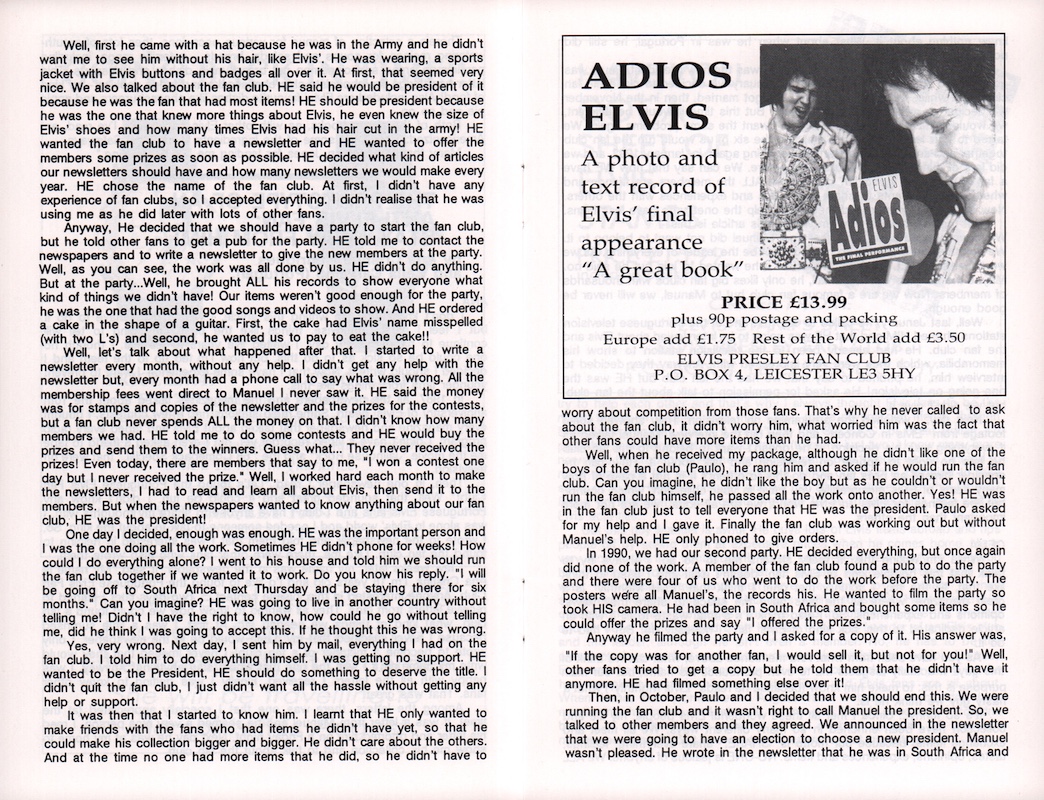 Well, first he came with a hat because he was in the Army and he didn't
want me to see him without his hair, like Elvis'. He was wearing, a sports
jacket with Elvis buttons and badges all over it. At first, that seemed very
nice. We also talked about the fan club. HE said he would be president of it
because he was the fan that had most items! HE should be president because
he was the one that knew more things about Elvis, he even knew the size of
Elvis' shoes and how many times Elvis had his hair cut in the army! HE
wanted the fan club to have a newsletter and HE wanted to offer the
members some prizes as soon as possible. HE decided what kind of articles
our newsletters should have and how many newsletters we would make every
year. HE chose the name of the fan club. At first, I didn't have any
experience of fan clubs, so I accepted everything. I didn't realise that he was
using me as he did later with lots of other fans.
Anyway, He decided that we should have a party to start the fan club,
but he told other fans to get a pub for the party. HE told me to contact the
newspapers and to write a newsletter to give the new members at the party.
Well, as you can see, the work was all done by us. HE didn't do anything.
But at the party...Well, he brought ALL his records to show everyone what
kind of things we didn't have! Our items weren't good enough for the party,
he was the one that had the good songs and videos to show. And HE ordered
a cake in the shape of a guitar. First, the cake had Elvis' name misspelled
(with two L's) and second, he wanted us to pay to eat the cake!!
Well, let's talk about what happened after that. I started to write a
newsletter every month, without any help. I didn't get any help with the
newsletter but, every month had a phone call to say what was wrong. All the
membership fees went direct to Manuel I never saw it. HE said the money
was for stamps and copies of the newsletter and the prizes for the contests,
but a fan club never spends ALL the money on that. I didn't know how many
members we had. HE told me to do some contests and HE would buy the
prizes and send them to the winners. Guess what... They never received the
prizes! Even today, there are members that say to me, "I won a contest one
day but I never received the prize." Well, I worked hard each month to make
the newsletters, I had to read and learn all about Elvis, then send it to the
members. But when the newspapers wanted to know anything about our fan
club, HE was the president!
One day I decided, enough was enough. HE was the important person and
I was the one doing all the work. Sometimes HE didn't phone for weeks! How
could I do everything alone? I went to his house and told him we should run
the fan club together if we wanted it to work. Do you know his reply. "I will
be going off to South Africa next Thursday and be staying there for six
months." Can you imagine? HE was going to live in another country without
telling me! Didn't I have the right to know, how could he go without telling
me, did he think I was going to accept this. If he thought this he was wrong.
Yes, very wrong. Next day, I sent him by mail, everything I had on the
fan club. I told him to do everything himself. I was getting no support. HE
wanted to be the President, HE should do something to deserve the title. I
didn't quit the fan club, I just didn't want all the hassle without getting any
help or support.
It was then that I started to know him. I learnt that HE only wanted to
make friends with the fans who had items he didn't have yet, so that he
could make his collection bigger and bigger. He didn't care about the others.
And at the time no one had more items that he did, so he didn't have to
ADIOS
ELVIS
A photo and
text record of
Elvis' final
appearance
"A great book"
ELVIS
Adios
THE FINAL PERFORMANCE
PRICE £13.99
plus 90p postage and packing
Europe add £1.75 Rest of the World add £3.50
ELVIS PRESLEY FAN CLUB
P.O. BOX 4, LEICESTER LE3 5HY
worry about competition from those fans. That's why he never called to ask
about the fan club, it didn't worry him, what worried him was the fact that
other fans could have more items than he had.
Well, when he received my package, although he didn't like one of the
boys of the fan club (Paulo), he rang him and asked if he would run the fan
club. Can you imagine, he didn't like the boy but as he couldn't or wouldn't
run the fan club himself, he passed all the work onto another. Yes! HE was
in the fan club just to tell everyone that HE was the president. Paulo asked
for my help and I gave it. Finally the fan club was working out but without
Manuel's help. HE only phoned to give orders.
In 1990, we had our second party. HE decided everything, but once again
did none of the work. A member of the fan club found a pub to do the party
and there were four of us who went to do the work before the party. The
posters we're all Manuel's, the records his. He wanted to film the party so
took HIS camera. He had been in South Africa and bought some items so he
could offer the prizes and say "I offered the prizes."
Anyway he filmed the party and I asked for a copy of it. His answer was,
"If the copy was for another fan, I would sell it, but not for you!" Well,
other fans tried to get a copy but he told them that he didn't have it
anymore. HE had filmed something else over it!
Then, in October, Paulo and I decided that we should end this. We were
running the fan club and it wasn't right to call Manuel the president. So, we
talked to other members and they agreed. We announced in the newsletter
that we were going to have an election to choose a new president. Manuel
wasn't pleased. He wrote in the newsletter that he was in South Africa and